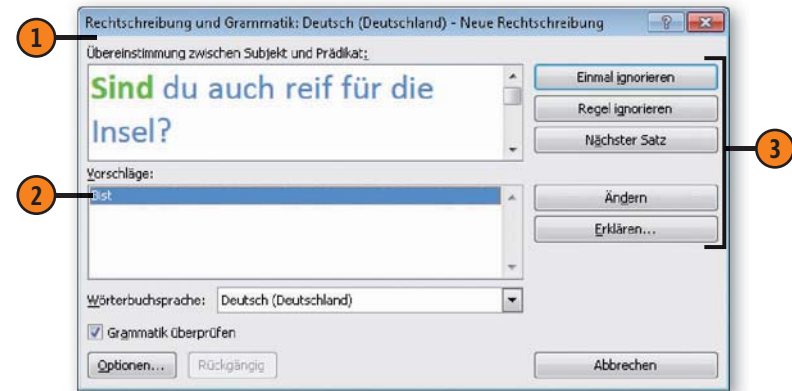 Rechtschreibung und Grammatik: Deutsch (Deutschland) - Neue Rechtschreibung
1
Übereinstimmung zwischen Subjekt und Prädikat:
Sind du auch reif für die
Insel?
Einmal ignorieren
Regel ignorieren
Nächster Satz
3
Vorschläge:
2
Bist
Ändern
Erklären...
Wörterbuchsprache: Deutsch (Deutschland)
Grammatik überprüfen
Optionen... Rückgängig Abbrechen